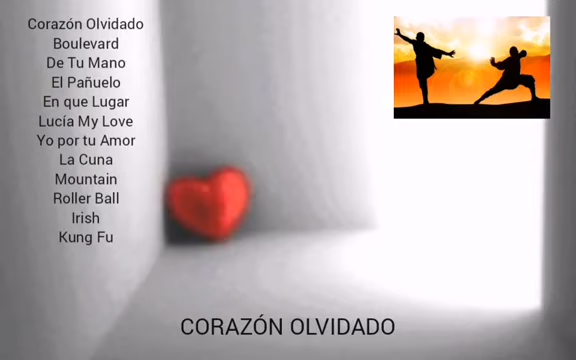 Corazón Olvidado
Boulevard
De Tu Mano
El Pañuelo
En que Lugar
Lucía My Love
Yo por tu Amor
La Cuna
Mountain
Roller Ball
Irish
Kung Fu
CORAZÓN OLVIDADO